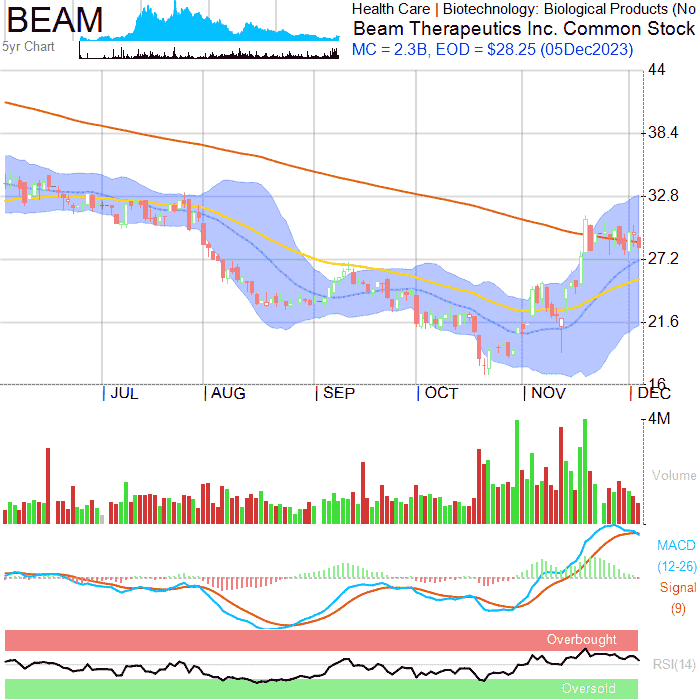 BEAM
5yr Chart
Health Care | Biotechnology: Biological Products (No
Beam Therapeutics Inc. Common Stock
MC = 2.3B, EOD = $28.25 (05Dec2023)
44
38.4
32.8
27.2
21.6
16
JUL
AUG
SEP
OCT
NOV
DEC
4M
Volume
MACD
(12-26)
Signal
(9)
Overbought
RSI(14)
Oversold